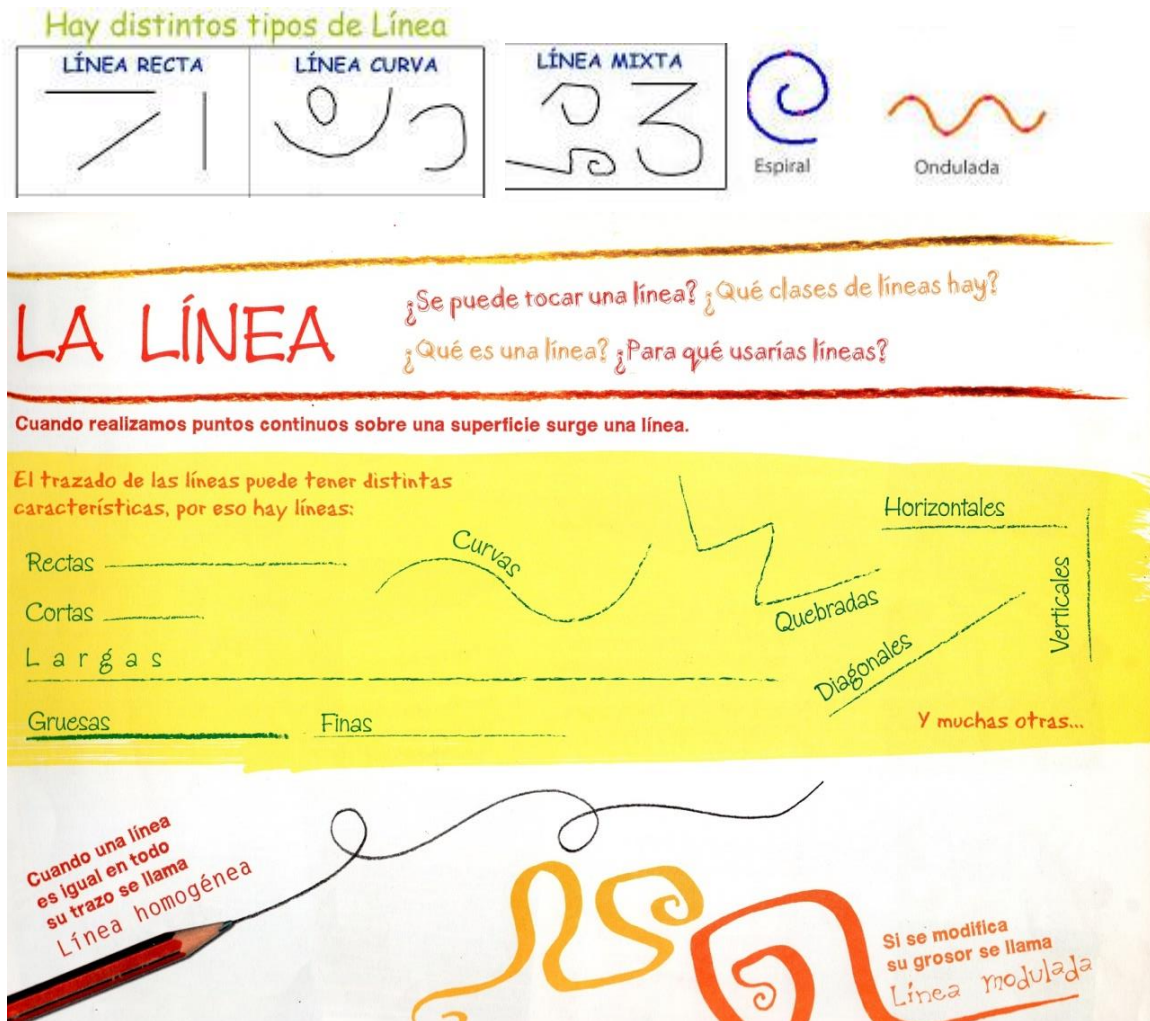 Hay distintos tipos de Línea
LÍNEA RECTA
LÍNEA CURVA
LÍNEA MIXTA
Espiral
Ondulada
LA LÍNEA
¿Se puede tocar una línea? ¿Qué clases de líneas hay?
¿Qué es una línea? ¿Para qué usarías líneas?
Cuando realizamos puntos continuos sobre una superficie surge una línea.
El trazado de las líneas puede tener distintas
características, por eso hay líneas:
Rectas
Cortas
Largas
Gruesas
Finas
Curvas
Quebradas
Horizontales
Verticales
Diagonales
Y muchas otras...
Cuando una línea
es igual en todo
su trazo se llama
Línea homogénea
Si se modifica
su grosor se llama
Línea modulada